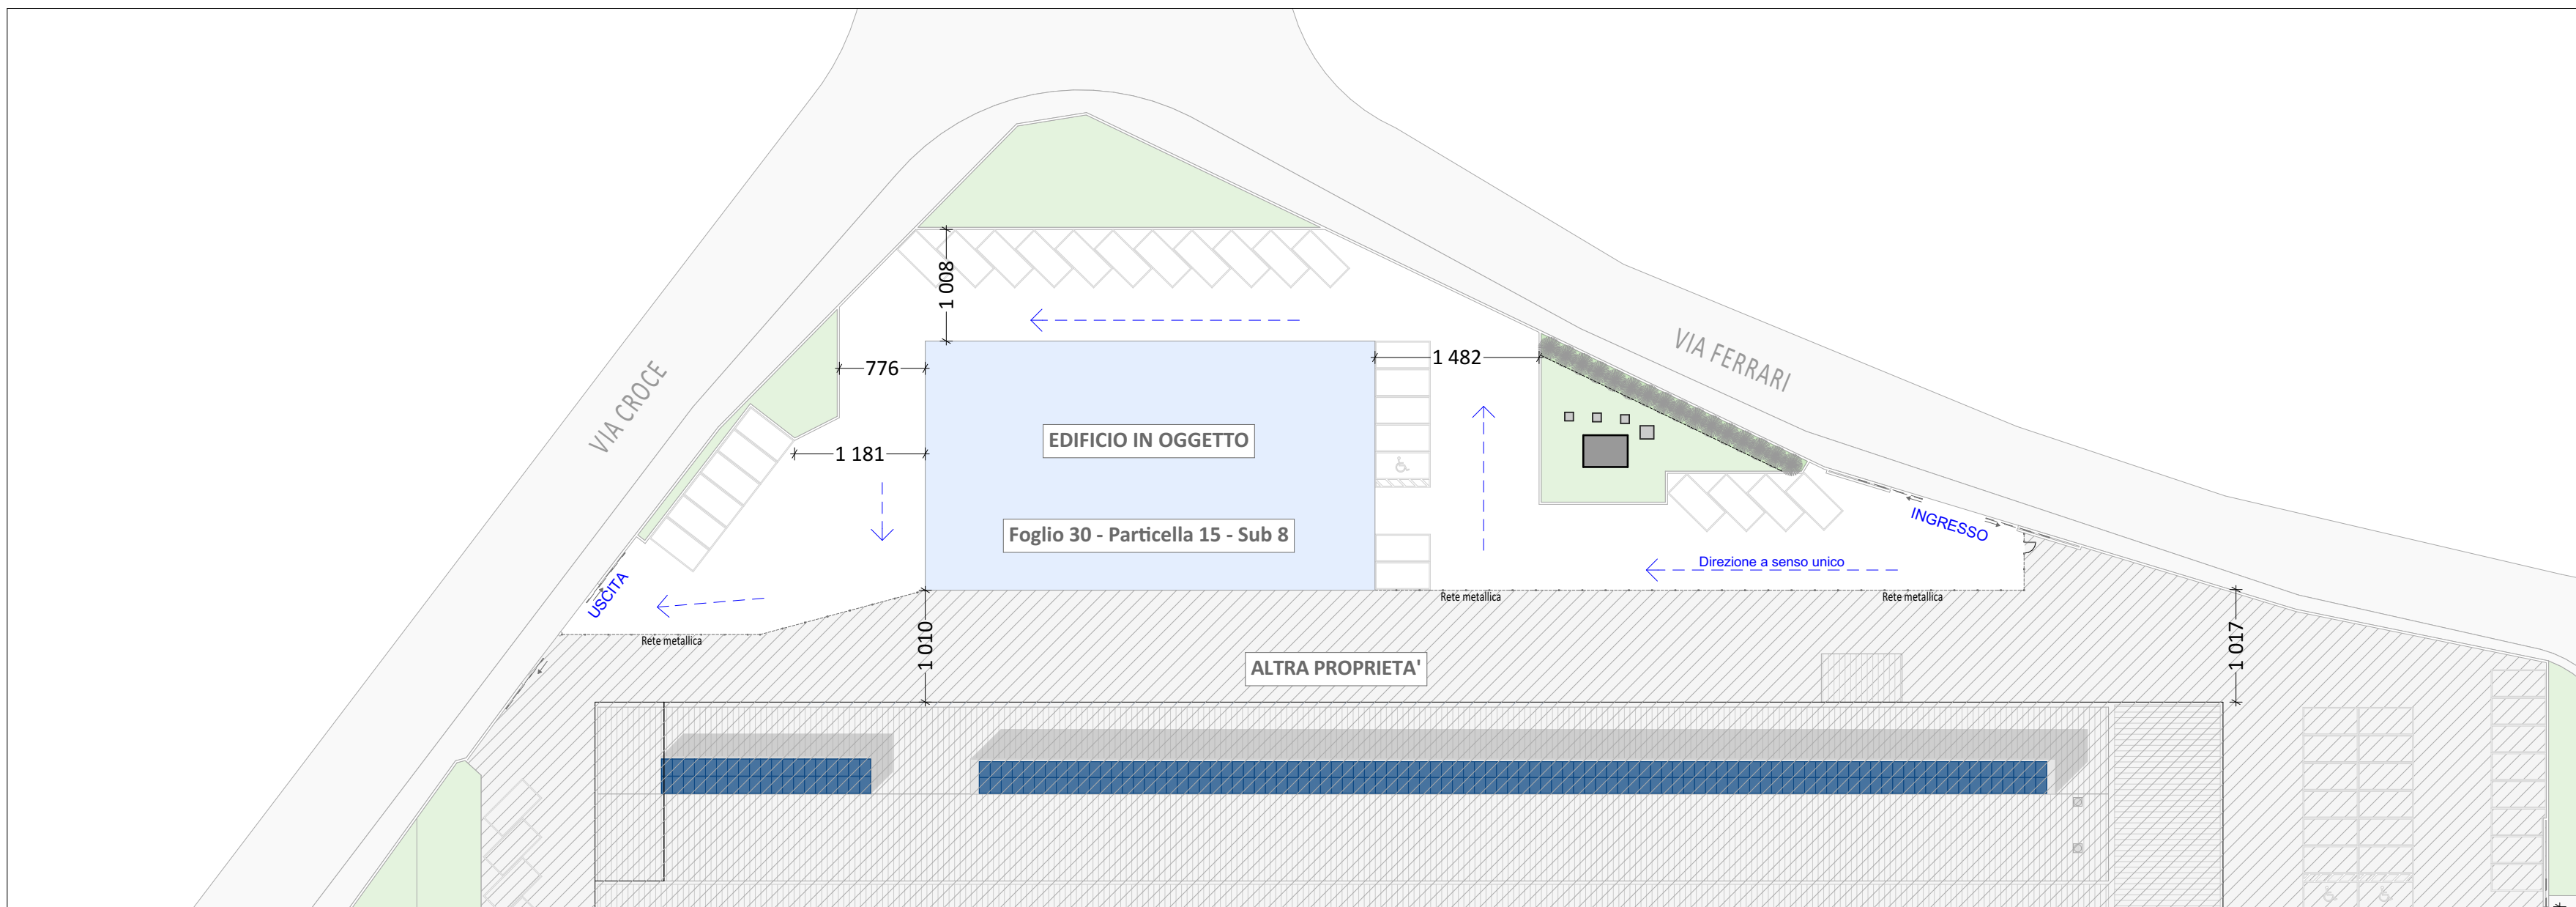 1 008
VIA CROCE
776
1 482
VIA FERRARI
EDIFICIO IN OGGETTO
1 181
Foglio 30 - Particella 15 - Sub 8
INGRESSO
Direzione a senso unico
USCITA
Rete metallica
Rete metallica
Rete metallica
1 010
ALTRA PROPRIETA'
1 017